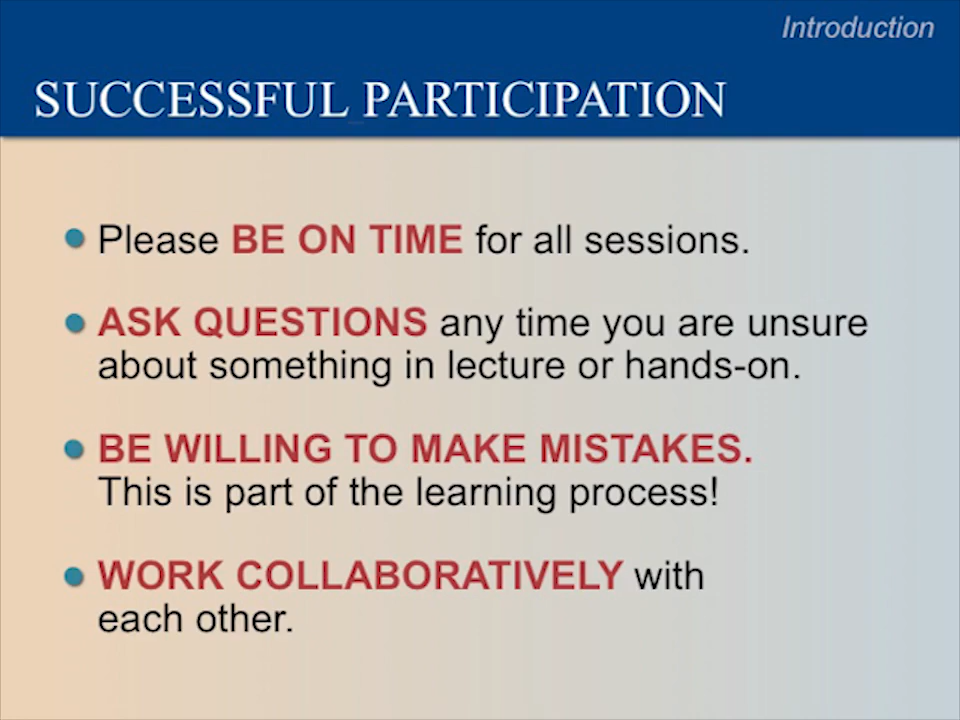 Introduction
SUCCESSFUL PARTICIPATION
Please BE ON TIME for all sessions.
ASK QUESTIONS any time you are unsure
about something in lecture or hands-on.
BE WILLING TO MAKE MISTAKES.
This is part of the learning process!
WORK COLLABORATIVELY with
each other.